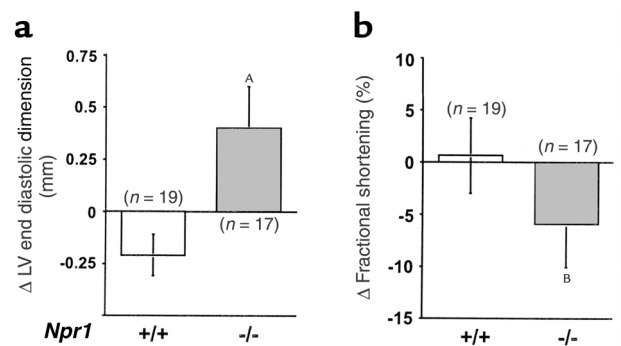 a
b
0.75
0.5
0.25
0
-0.25
Δ LV end diastolic dimension
(mm)
A
(n = 19)
(n = 17)
Npr1
+/+
-/-
10
5
0
-5
-10
-15
Δ Fractional shortening (%)
(n = 19)
(n = 17)
B
+/+
-/-